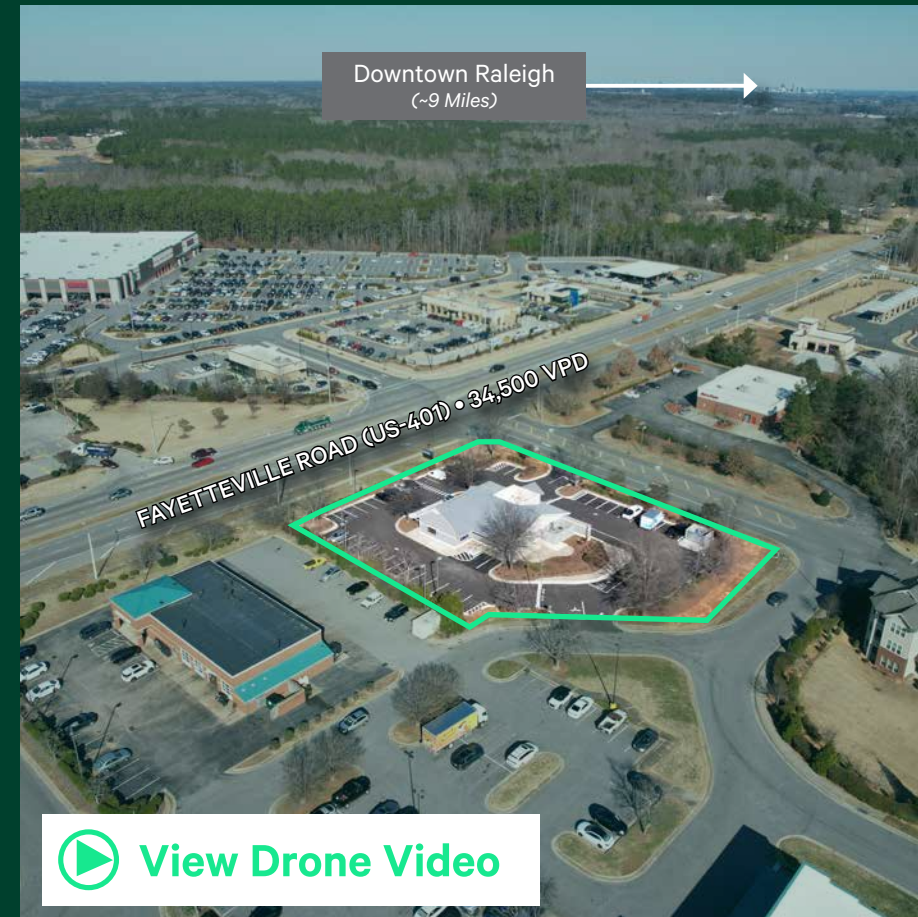 Downtown Raleigh
(~9 Miles)
FAYETTEVILLE ROAD (US-401) • 34,500 VPD
View Drone Video